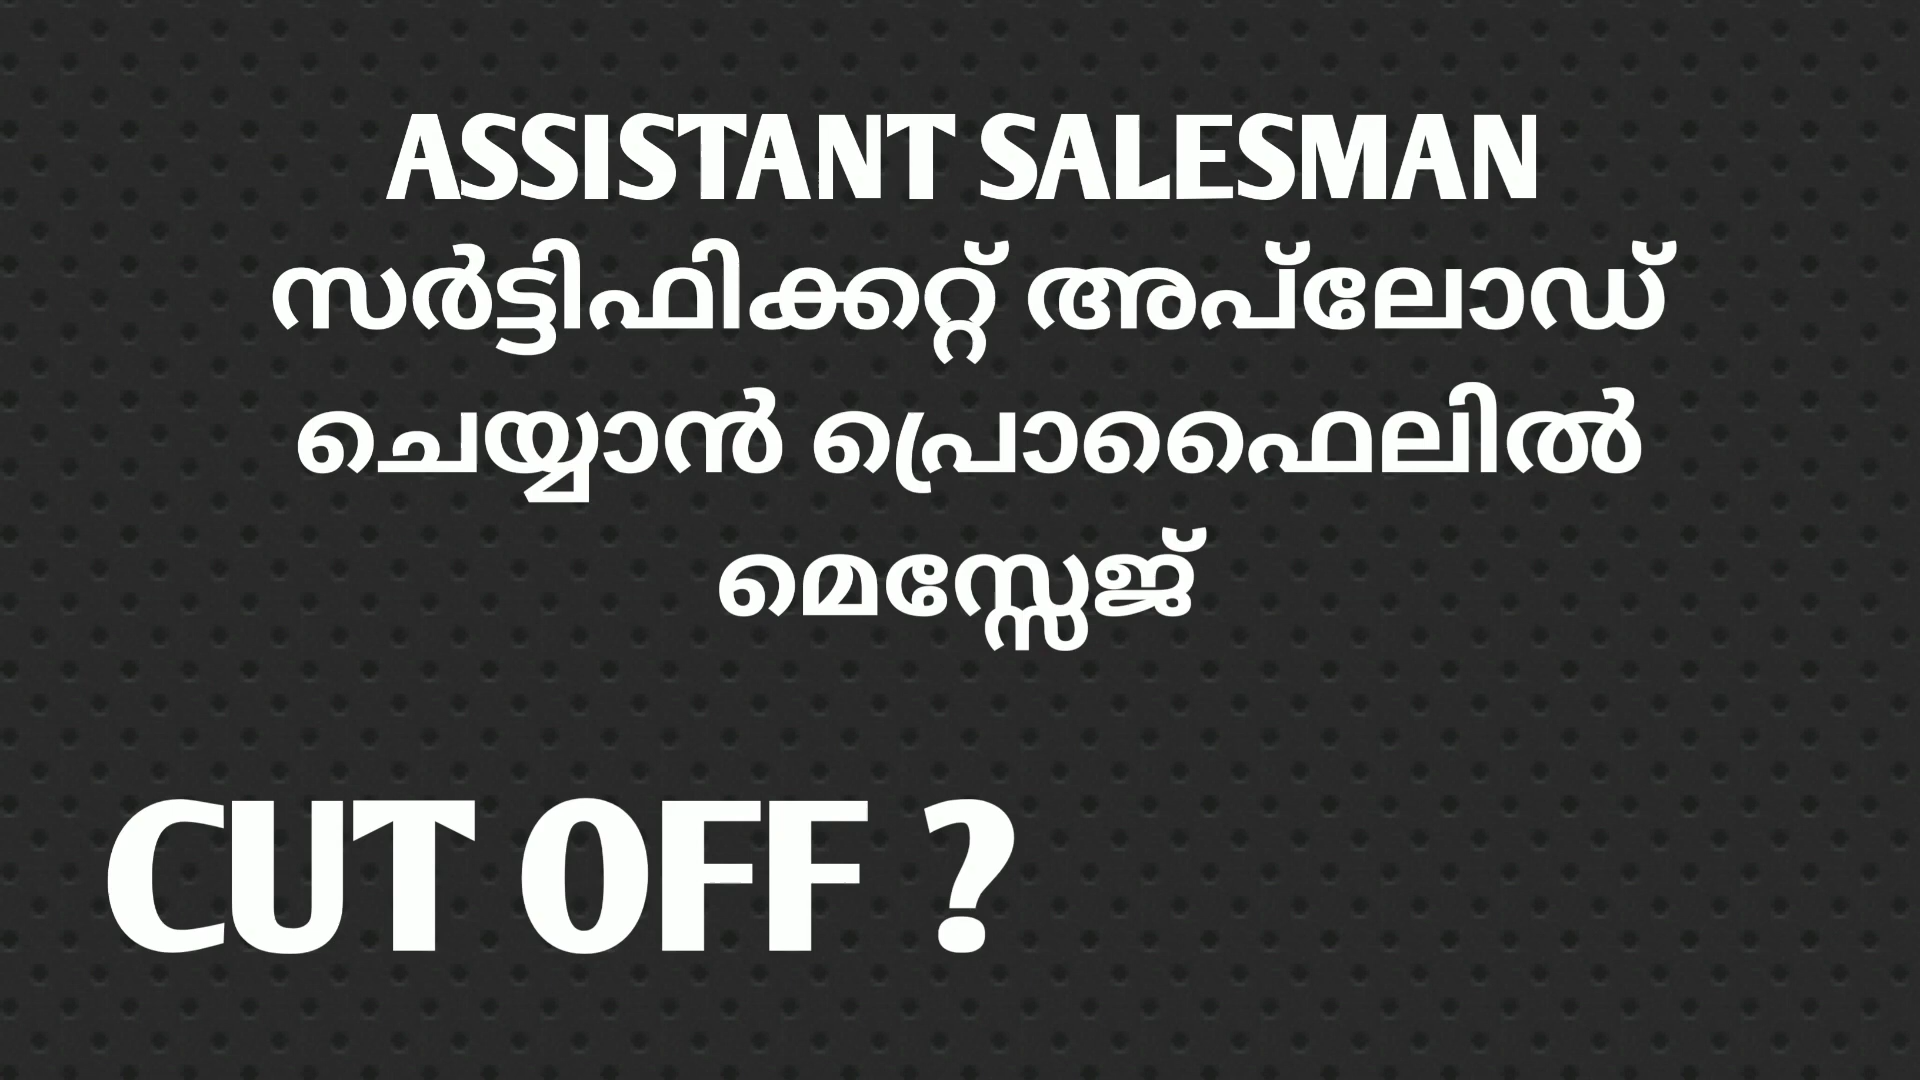 ASSISTANT SALESMAN
സർട്ടിഫിക്കറ്റ് അപ്‌ലോഡ്
ചെയ്യാൻ പ്രൊഫൈലിൽ
മെസ്സേജ്
CUT OFF ?